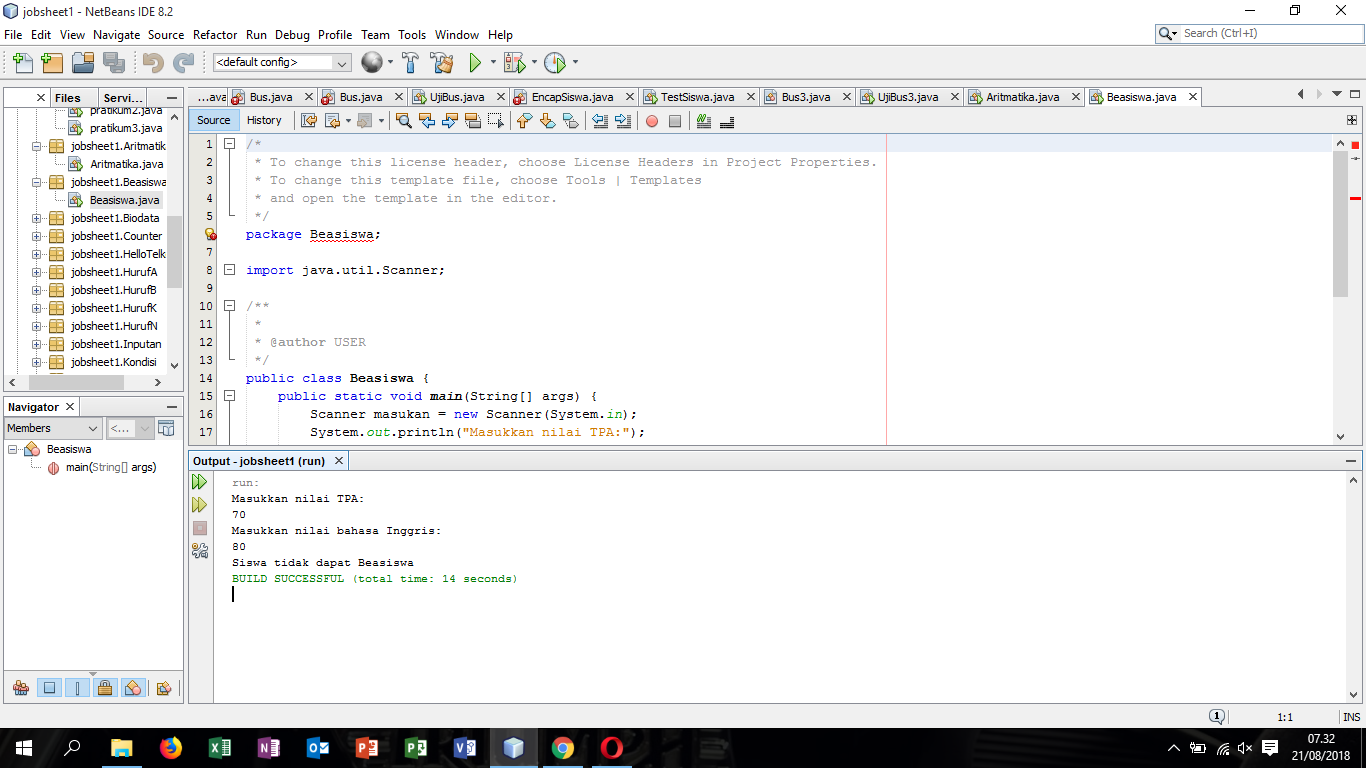 jobsheet1 - NetBeans IDE 8.2
File Edit View Navigate Source Refactor Run Debug Profile Team Tools Window Help
Search (Ctrl+I)
<default config>
Files Servi...
...ava Bus.java Bus.java UjiBus.java EncapSiswa.java TestSiswa.java Bus3.java UjiBus3.java Aritmatika.java Beasiswa.java
Source History
pratikum2.java
pratikum3.java
jobsheet1.Aritmatik
Aritmatika.java
jobsheet1.Beasiswa
Beasiswa.java
jobsheet1.Biodata
jobsheet1.Counter
jobsheet1.HelloTelk
jobsheet1.HurufA
jobsheet1.HurufB
jobsheet1.HurufK
jobsheet1.HurufN
jobsheet1.Inputan
jobsheet1.Kondisi
1 /*
2 * To change this license header, choose License Headers in Project Properties.
3 * To change this template file, choose Tools | Templates
4 * and open the template in the editor.
5 */
package Beasiswa;
7
8 import java.util.Scanner;
9
10 /**
11 *
12 * @author USER
13 */
14 public class Beasiswa {
15 public static void main(String[] args) {
16 Scanner masukan = new Scanner(System.in);
17 System.out.println("Masukkan nilai TPA:");
Navigator
Members <...
Beasiswa
main(String[] args)
Output - jobsheet1 (run)
run:
Masukkan nilai TPA:
70
Masukkan nilai bahasa Inggris:
80
Siswa tidak dapat Beasiswa
BUILD SUCCESSFUL (total time: 14 seconds)
1 1:1 INS
07.32
21/08/2018